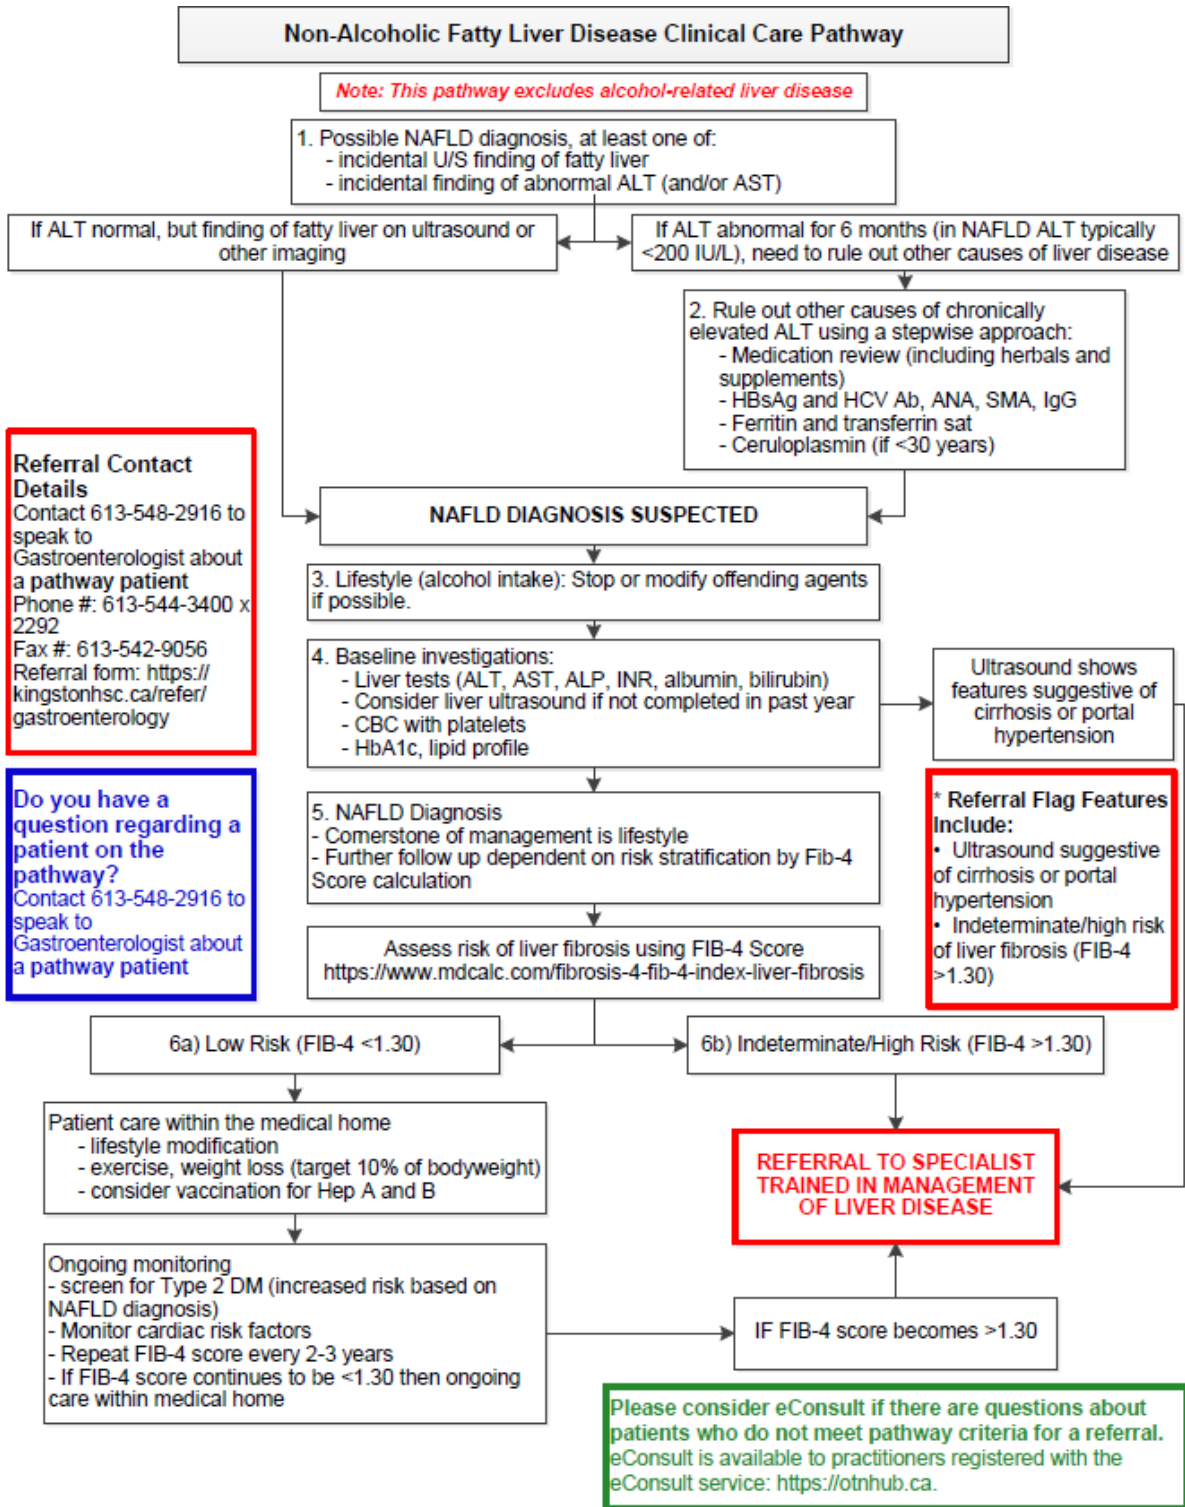 Non-Alcoholic Fatty Liver Disease Clinical Care Pathway
Note: This pathway excludes alcohol-related liver disease
1. Possible NAFLD diagnosis, at least one of:
- incidental U/S finding of fatty liver
- incidental finding of abnormal ALT (and/or AST)
If ALT normal, but finding of fatty liver on ultrasound or
other imaging
If ALT abnormal for 6 months (in NAFLD ALT typically
<200 IU/L), need to rule out other causes of liver disease
2. Rule out other causes of chronically
elevated ALT using a stepwise approach:
- Medication review (including herbals and
supplements)
- HBsAg and HCV Ab, ANA, SMA, IgG
- Ferritin and transferrin sat
- Ceruloplasmin (if <30 years)
Referral Contact
Details
Contact 613-548-2916 to
speak to
Gastroenterologist about
a pathway patient
Phone #: 613-544-3400 x
2292
Fax #: 613-542-9056
Referral form: https://
kingstonhsc.ca/refer/
gastroenterology
NAFLD DIAGNOSIS SUSPECTED
3. Lifestyle (alcohol intake): Stop or modify offending agents
if possible.
4. Baseline investigations:
- Liver tests (ALT, AST, ALP, INR, albumin, bilirubin)
- Consider liver ultrasound if not completed in past year
- CBC with platelets
- HbA1c, lipid profile
Ultrasound shows
features suggestive of
cirrhosis or portal
hypertension
Do you have a
question regarding a
patient on the
pathway?
Contact 613-548-2916 to
speak to
Gastroenterologist about
a pathway patient
5. NAFLD Diagnosis
- Cornerstone of management is lifestyle
- Further follow up dependent on risk stratification by Fib-4
Score calculation
* Referral Flag Features
Include:
• Ultrasound suggestive
of cirrhosis or portal
hypertension
• Indeterminate/high risk
of liver fibrosis (FIB-4
>1.30)
Assess risk of liver fibrosis using FIB-4 Score
https://www.mdcalc.com/fibrosis-4-fib-4-index-liver-fibrosis
6a) Low Risk (FIB-4 <1.30)
6b) Indeterminate/High Risk (FIB-4 >1.30)
Patient care within the medical home
- lifestyle modification
- exercise, weight loss (target 10% of bodyweight)
- consider vaccination for Hep A and B
REFERRAL TO SPECIALIST
TRAINED IN MANAGEMENT
OF LIVER DISEASE
Ongoing monitoring
- screen for Type 2 DM (increased risk based on
NAFLD diagnosis)
- Monitor cardiac risk factors
- Repeat FIB-4 score every 2-3 years
- If FIB-4 score continues to be <1.30 then ongoing
care within medical home
IF FIB-4 score becomes >1.30
Please consider eConsult if there are questions about
patients who do not meet pathway criteria for a referral.
eConsult is available to practitioners registered with the
eConsult service: https://otnhub.ca.